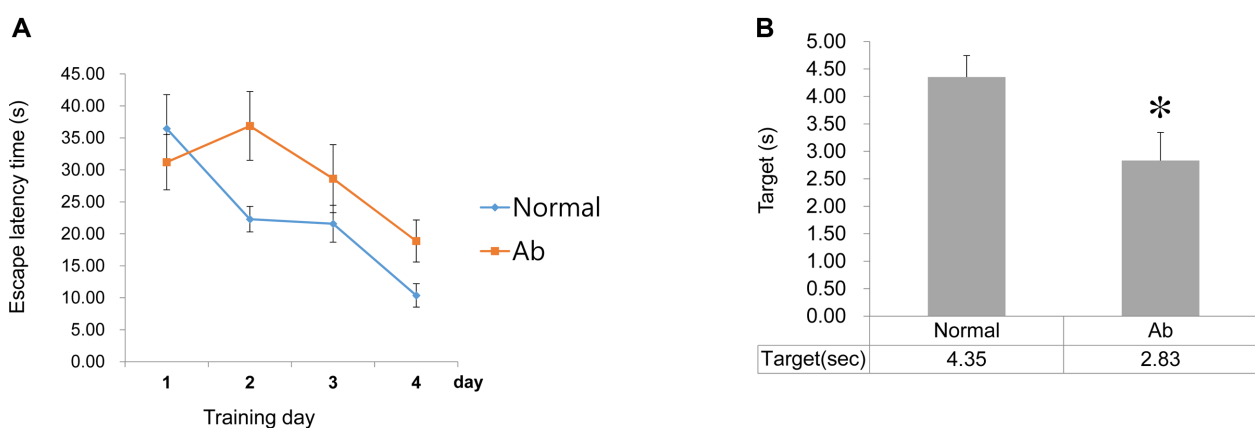 A
45.00
40.00
35.00
30.00
25.00
20.00
15.00
10.00
5.00
0.00
Escape latency time (s)
1 2 3 4 day
Training day
Normal
Ab
B
5.00
4.50
4.00
3.50
3.00
2.50
2.00
1.50
1.00
0.50
0.00
Target (s)
*
Normal Ab
Target(sec) 4.35 2.83